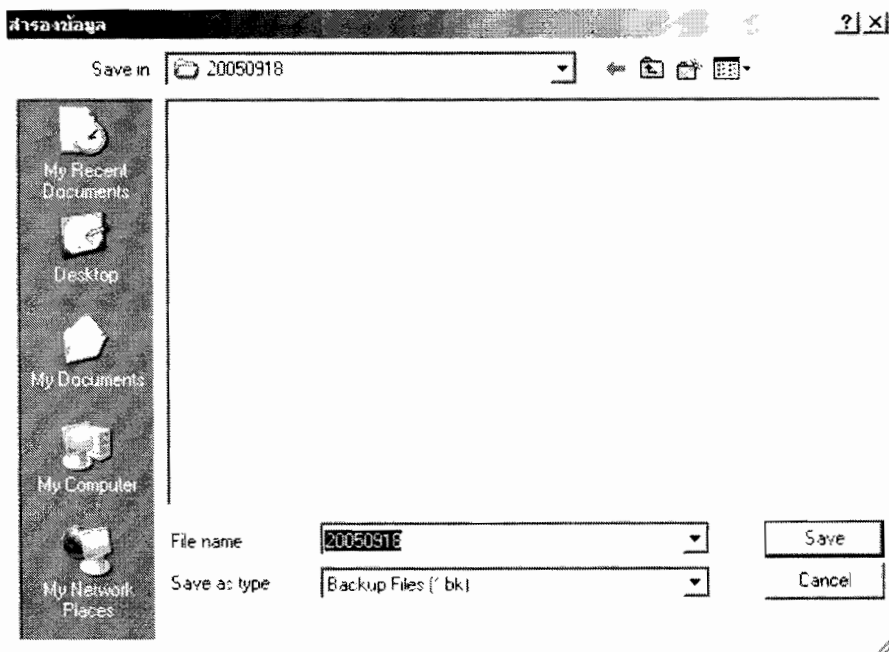 สำรองข้อมูล
Save in
20050918
My Recent
Documents
Desktop
My Documents
My Computer
My Network
Places
File name
20050918
Save
Save as type
Backup Files (*.bk)
Cancel